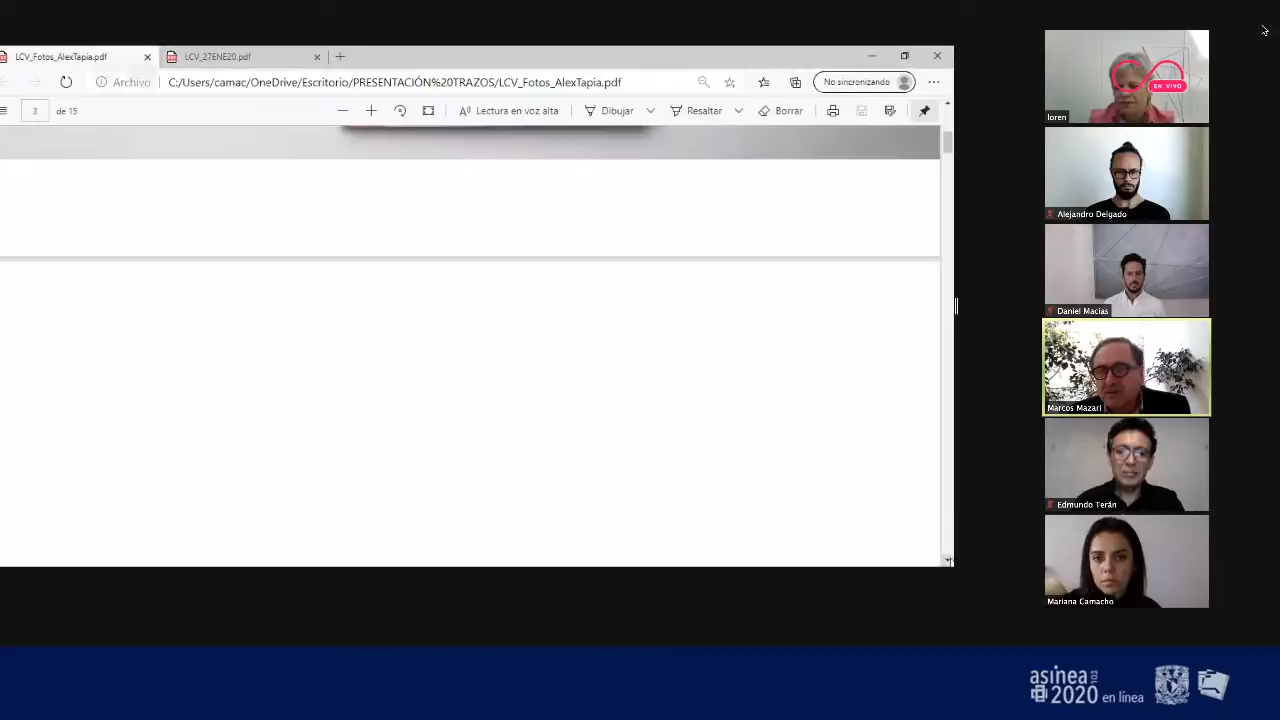 LCV_Fotos_AlexTapia.pdf
LCV_27ENE20.pdf
Archivo
C:/Users/camac/OneDrive/Escritorio/PRESENTACIÓN%20TRAZOS/LCV_Fotos_AlexTapia.pdf
No sincronizando
3 de 15
Lectura en voz alta
Dibujar
Resaltar
Borrar
EN VIVO
loren
Alejandro Delgado
Daniel Macías
Marcos Mazari
Edmundo Terán
Mariana Camacho
asinea 103
2020 en línea